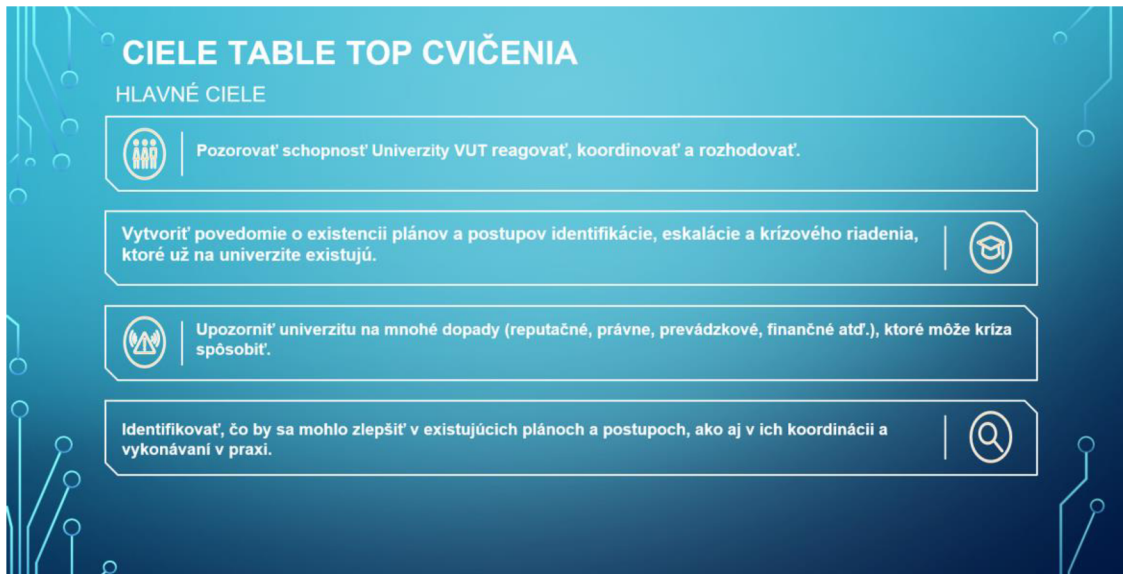 CIELE TABLE TOP CVIČENIA
HLAVNÉ CIELE
Pozorovať schopnosť Univerzity VUT reagovať, koordinovať a rozhodovať.
Vytvoriť povedomie o existencii plánov a postupov identifikácie, eskalácie a krízového riadenia,
ktoré už na univerzite existujú.
Upozorniť univerzitu na mnohé dopady (reputačné, právne, prevádzkové, finančné atď.), ktoré môže kríza
spôsobiť.
Identifikovať, čo by sa mohlo zlepšiť v existujúcich plánoch a postupoch, ako aj v ich koordinácii a
vykonávaní v praxi.